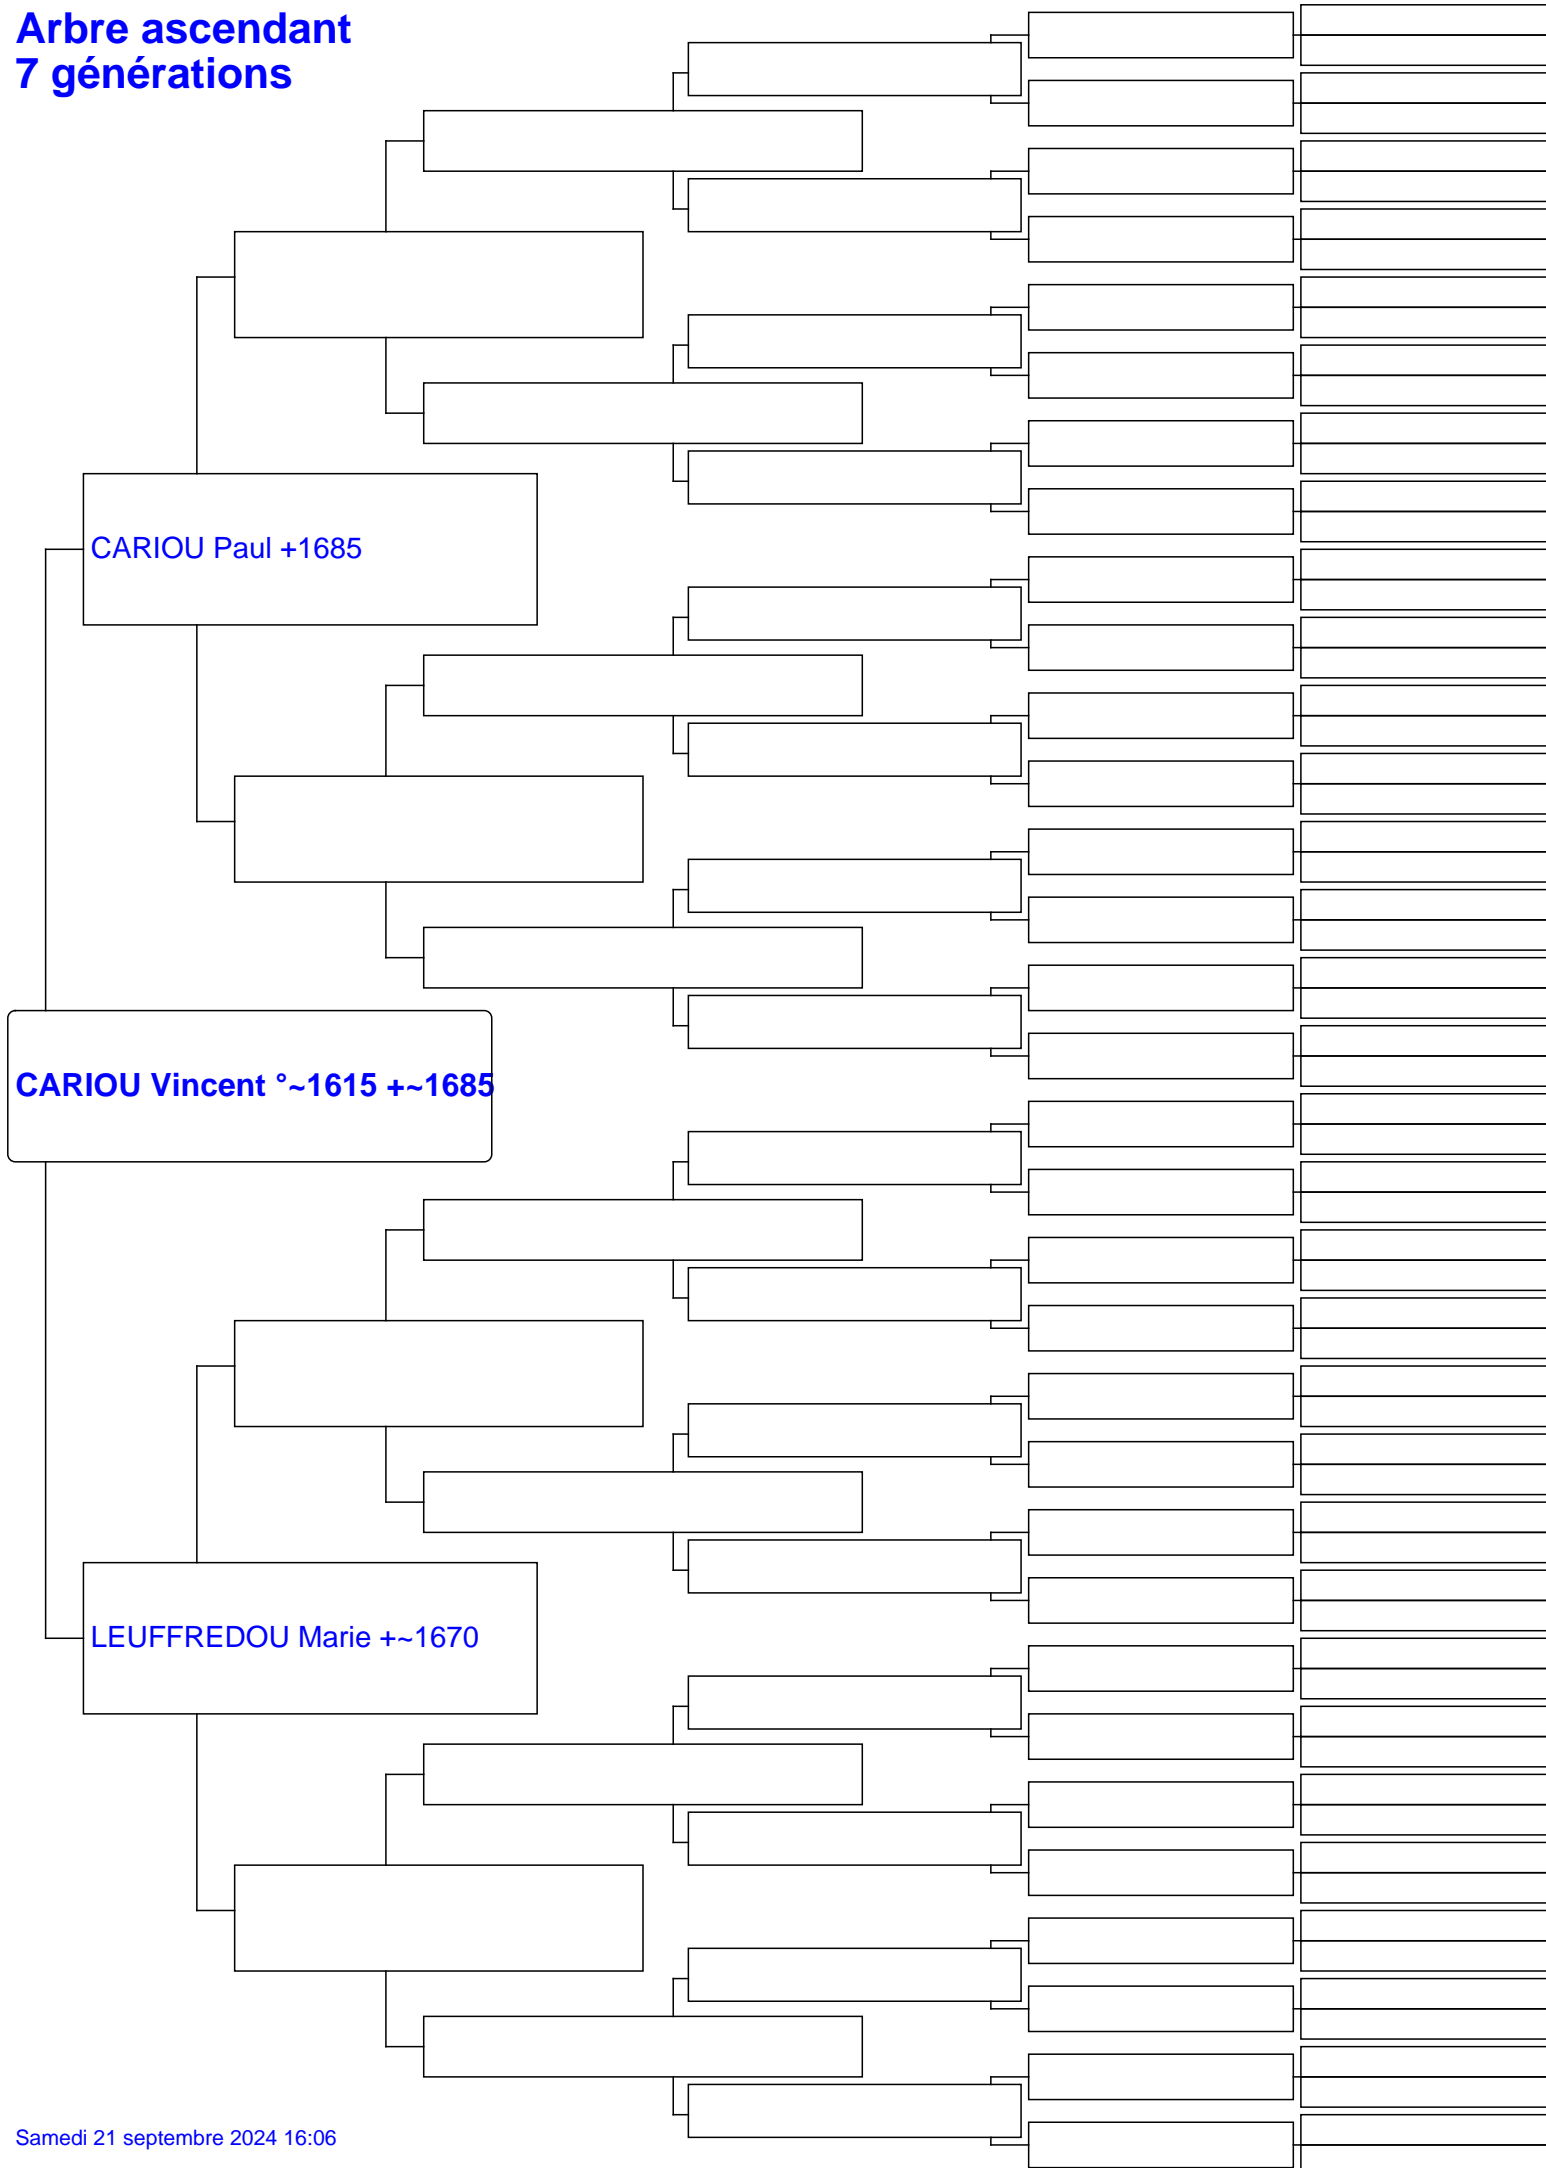 Arbre ascendant
7 générations
CARIOU Paul +1685
CARIOU Vincent °~1615 +~1685
LEUFFREDOU Marie +~1670
Samedi 21 septembre 2024 16:06